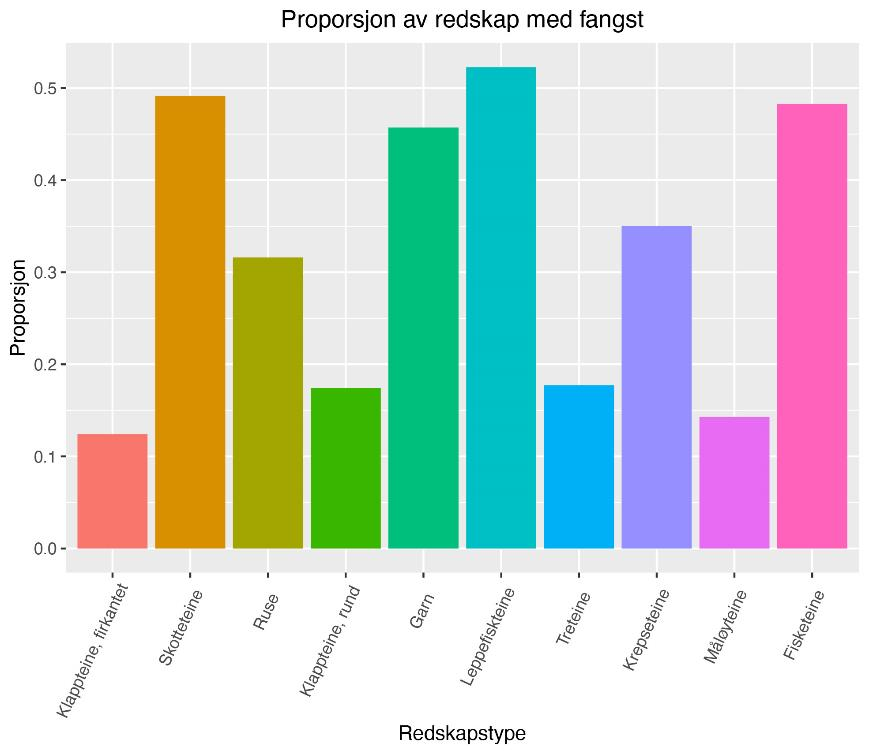 Proporsjon av redskap med fangst
Proporsjon
0.5
0.4
0.3
0.2
0.1
0.0
Klappteine, firkantet
Skotteteine
Ruse
Klappteine, rund
Garn
Leppefiskteine
Treteine
Krepseteine
Måløyteine
Fisketeine
Redskapstype